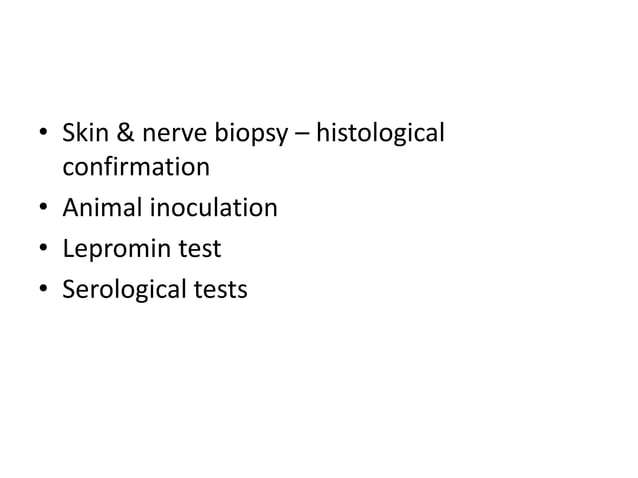 • Skin & nerve biopsy – histological
confirmation
• Animal inoculation
• Lepromin test
• Serological tests